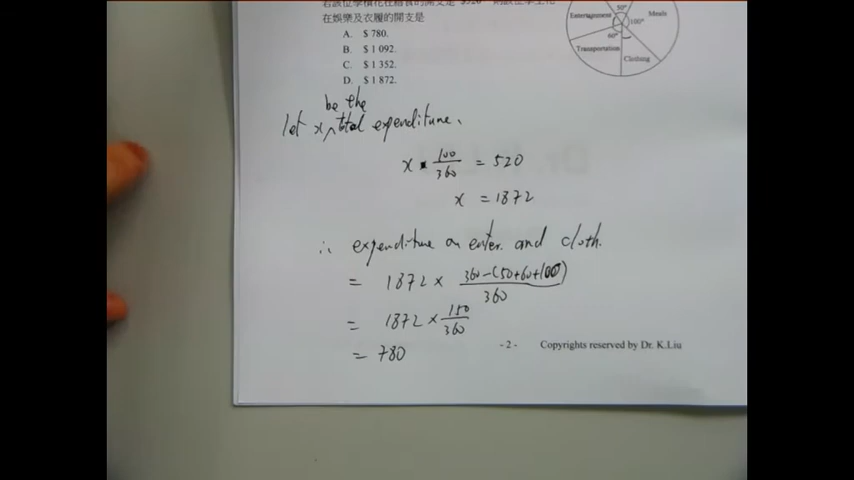 在娛樂及衣履的開支是
A. $ 780.
B. $ 1 092.
C. $ 1 352.
D. $ 1 872.
50°
Entertainment
Meals
100°
60°
Transportation
Clothing
be the
let x ^ total expenditure.
x · 100/360 = 520
x = 1872
∴ expenditure on enter. and cloth.
= 1872 × (360-(50+60+100))/360
= 1872 × 150/360
= 780
- 2 - Copyrights reserved by Dr. K.Liu